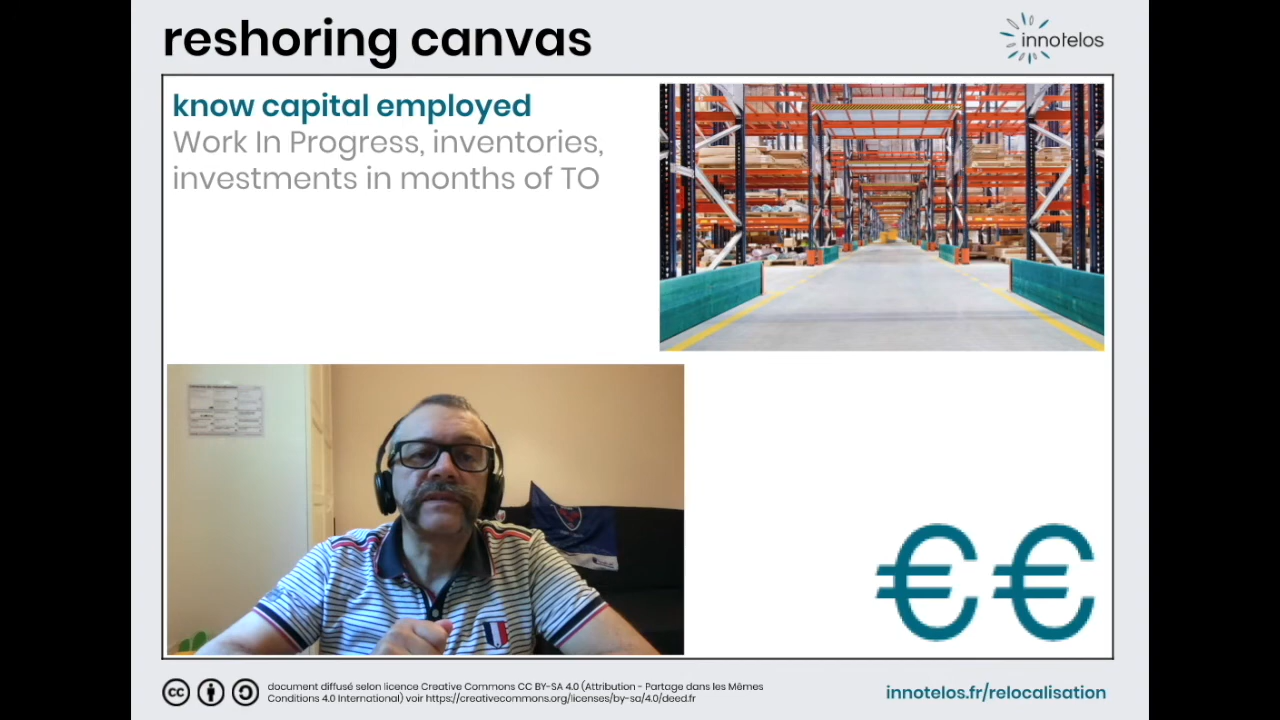 reshoring canvas
innotelos
know capital employed
Work In Progress, inventories,
investments in months of TO
€€
cc
document diffusé selon licence Creative Commons CC BY-SA 4.0 (Attribution - Partage dans les Mêmes
Conditions 4.0 International) voir https://creativecommons.org/licenses/by-sa/4.0/deed.fr
innotelos.fr/relocalisation